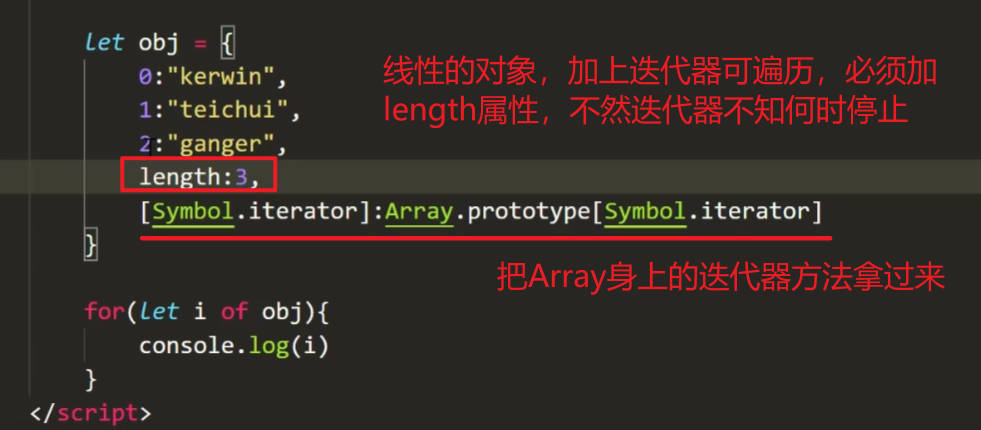 let obj = {
0:"kerwin",
1:"teichui",
2:"ganger",
length:3,
[Symbol.iterator]:Array.prototype[Symbol.iterator]
}
线性的对象，加上迭代器可遍历，必须加
length属性，不然迭代器不知何时停止
把Array身上的迭代器方法拿过来
for(let i of obj){
console.log(i)
}
</script>